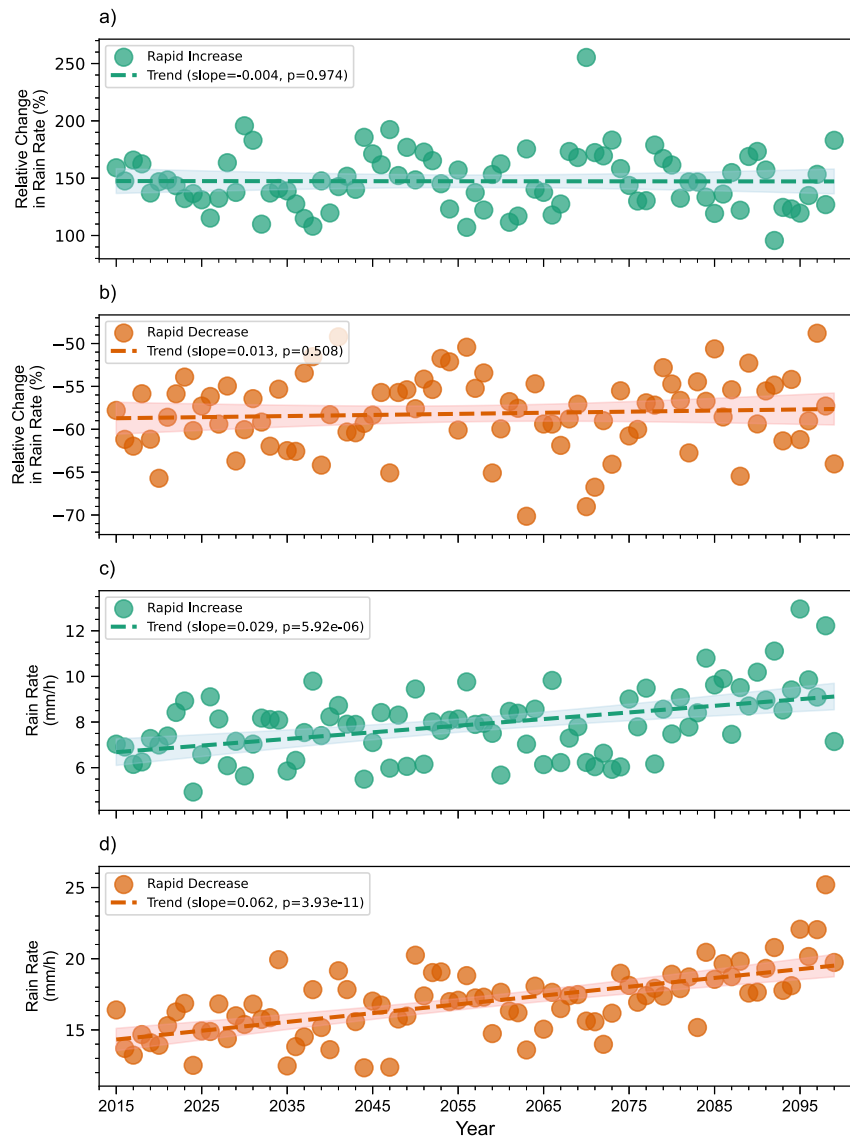 a)
Relative Change
in Rain Rate (%)
250
200
150
100
Rapid Increase
Trend (slope=-0.004, p=0.974)
b)
Relative Change
in Rain Rate (%)
−50
−55
−60
−65
−70
Rapid Decrease
Trend (slope=0.013, p=0.508)
c)
Rain Rate
(mm/h)
12
10
8
6
Rapid Increase
Trend (slope=0.029, p=5.92e-06)
d)
Rain Rate
(mm/h)
25
20
15
Rapid Decrease
Trend (slope=0.062, p=3.93e-11)
2015 2025 2035 2045 2055 2065 2075 2085 2095
Year